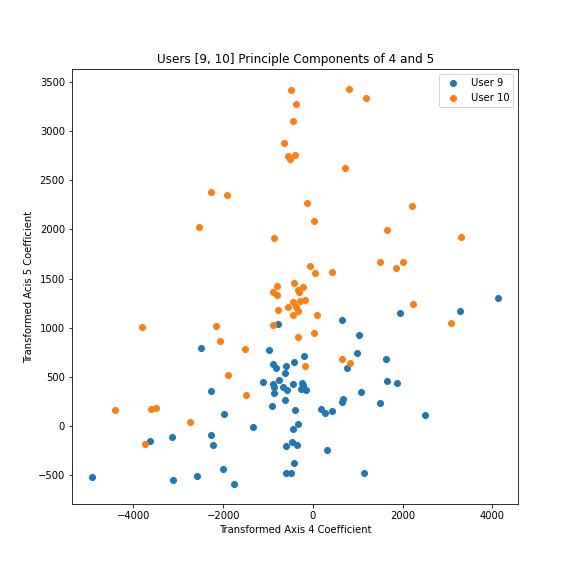 Users [9, 10] Principle Components of 4 and 5
User 9
User 10
3500
3000
2500
2000
1500
1000
500
0
−500
Transformed Acis 5 Coefficient
−4000 −2000 0 2000 4000
Transformed Axis 4 Coefficient